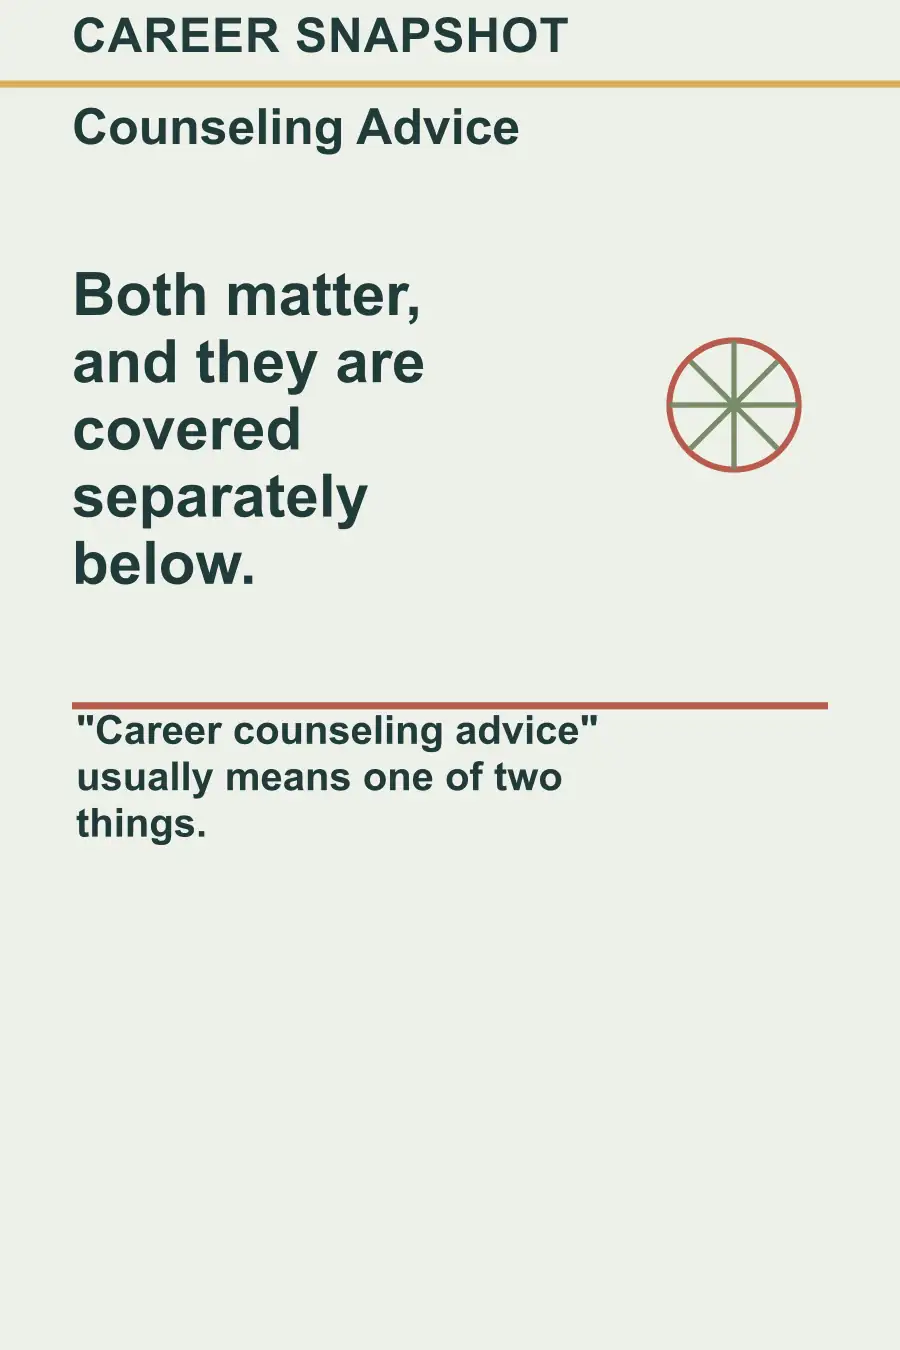 CAREER SNAPSHOT
Counseling Advice
Both matter,
and they are
covered
separately
below.
"Career counseling advice"
usually means one of two
things.